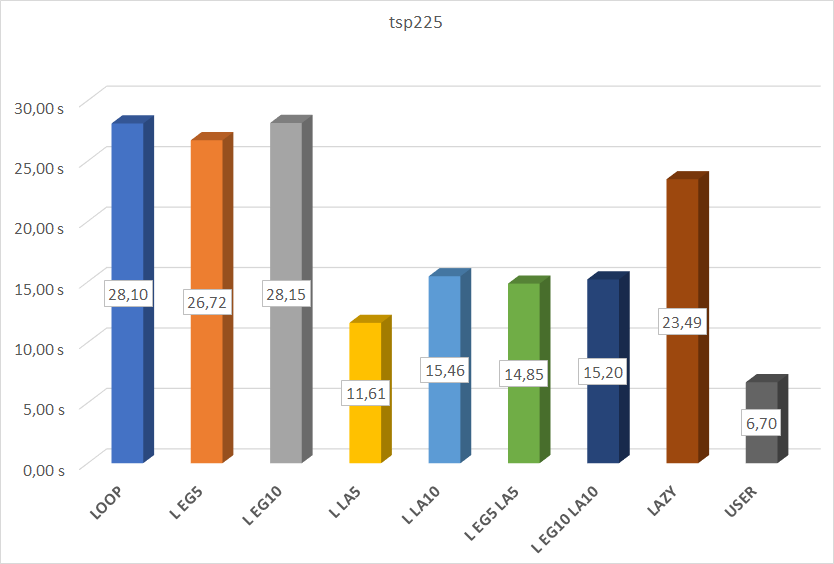 tsp225
30,00 s
25,00 s
20,00 s
15,00 s
10,00 s
5,00 s
0,00 s
28,10
26,72
28,15
11,61
15,46
14,85
15,20
23,49
6,70
LOOP
L EG5
L EG10
L LA5
L LA10
L EG5 LA5
L EG10 LA10
LAZY
USER